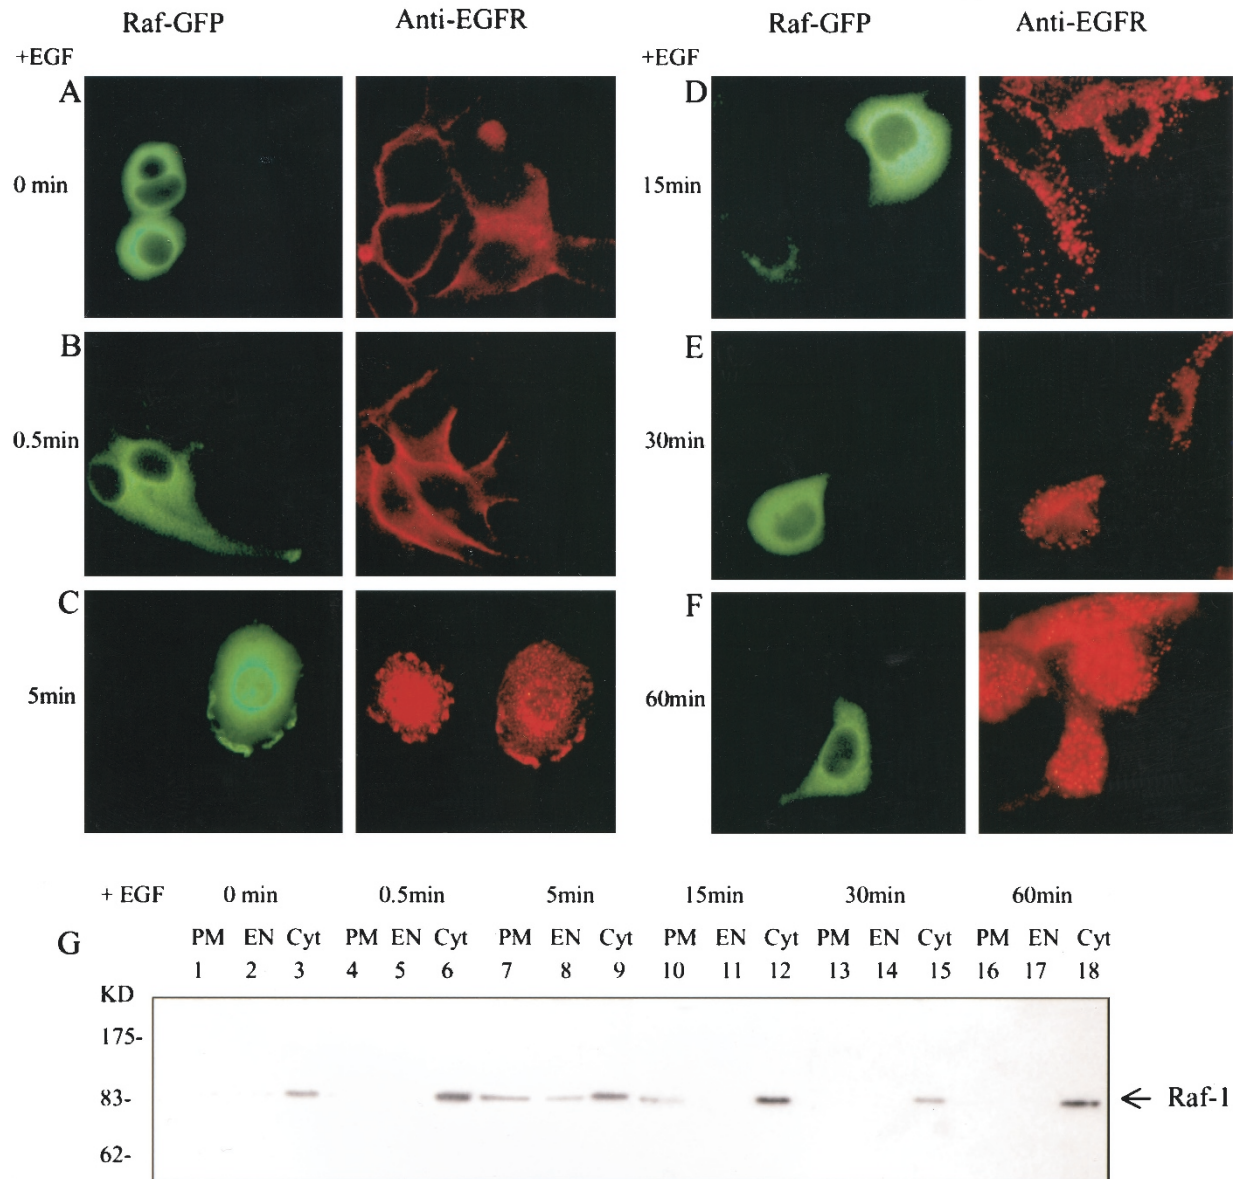 Raf-GFP Anti-EGFR Raf-GFP Anti-EGFR
+EGF +EGF
A D
0 min 15min
B E
0.5min 30min
C F
5min 60min
+ EGF 0 min 0.5min 5min 15min 30min 60min
G PM EN Cyt PM EN Cyt PM EN Cyt PM EN Cyt PM EN Cyt PM EN Cyt
1 2 3 4 5 6 7 8 9 10 11 12 13 14 15 16 17 18
KD
175-
83- ← Raf-1
62-